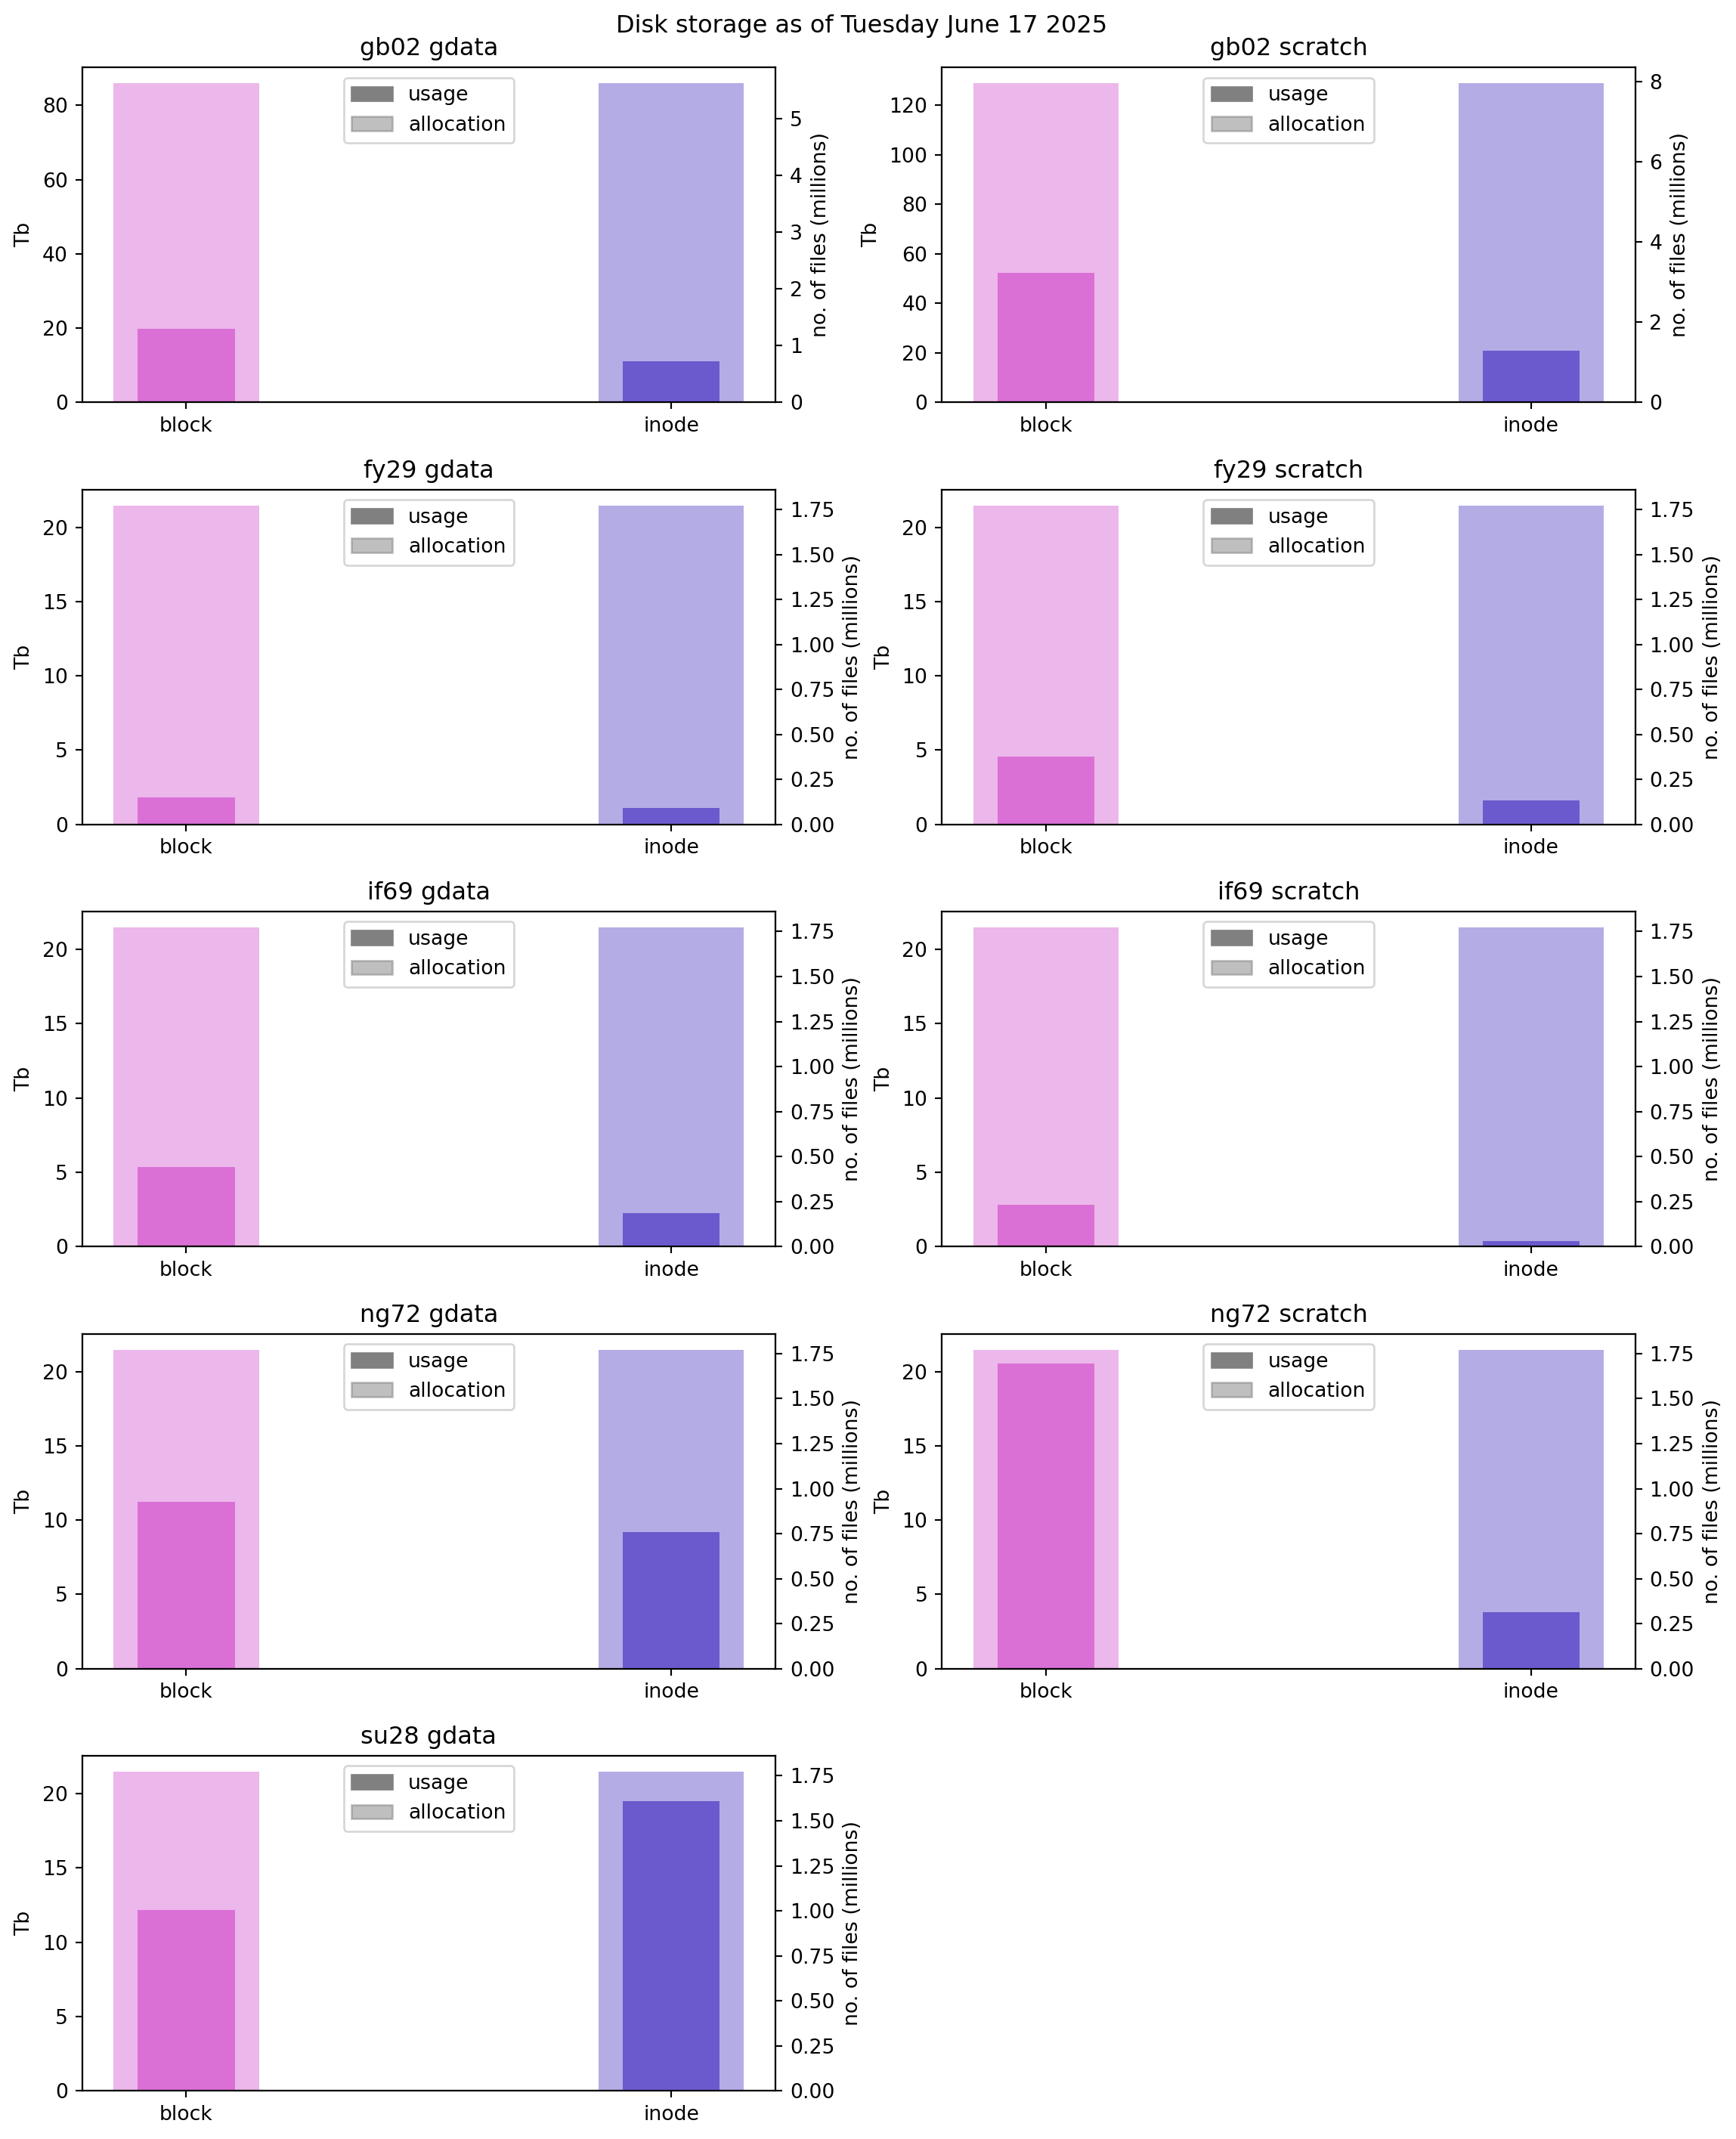 Disk storage as of Tuesday June 17 2025
gb02 gdata
usage
allocation
80
60
40
20
0
Tb
5
4
3
2
1
0
no. of files (millions)
block
inode
gb02 scratch
usage
allocation
120
100
80
60
40
20
0
Tb
8
6
4
2
0
no. of files (millions)
block
inode
fy29 gdata
usage
allocation
20
15
10
5
0
Tb
1.75
1.50
1.25
1.00
0.75
0.50
0.25
0.00
no. of files (millions)
block
inode
fy29 scratch
usage
allocation
20
15
10
5
0
Tb
1.75
1.50
1.25
1.00
0.75
0.50
0.25
0.00
no. of files (millions)
block
inode
if69 gdata
usage
allocation
20
15
10
5
0
Tb
1.75
1.50
1.25
1.00
0.75
0.50
0.25
0.00
no. of files (millions)
block
inode
if69 scratch
usage
allocation
20
15
10
5
0
Tb
1.75
1.50
1.25
1.00
0.75
0.50
0.25
0.00
no. of files (millions)
block
inode
ng72 gdata
usage
allocation
20
15
10
5
0
Tb
1.75
1.50
1.25
1.00
0.75
0.50
0.25
0.00
no. of files (millions)
block
inode
ng72 scratch
usage
allocation
20
15
10
5
0
Tb
1.75
1.50
1.25
1.00
0.75
0.50
0.25
0.00
no. of files (millions)
block
inode
su28 gdata
usage
allocation
20
15
10
5
0
Tb
1.75
1.50
1.25
1.00
0.75
0.50
0.25
0.00
no. of files (millions)
block
inode